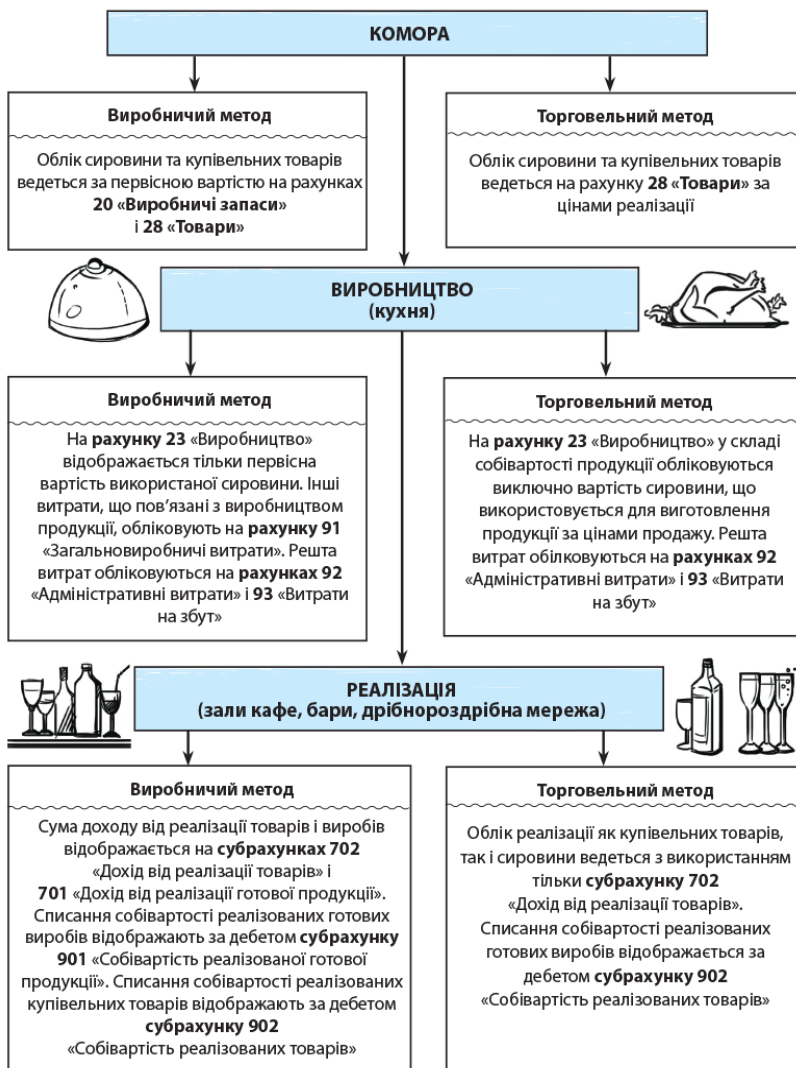 КОМОРА
Виробничий метод
Облік сировини та купівельних товарів
ведеться за первісною вартістю на рахунках
20 «Виробничі запаси»
і 28 «Товари»
Торговельний метод
Облік сировини та купівельних товарів
ведеться на рахунку 28 «Товари» за
цінами реалізації
ВИРОБНИЦТВО
(кухня)
Виробничий метод
На рахунку 23 «Виробництво»
відображається тільки первісна
вартість використаної сировини. Інші
витрати, що пов’язані з виробництвом
продукції, обліковують на рахунку 91
«Загальновиробничі витрати». Решта
витрат обліковуються на рахунках 92
«Адміністративні витрати» і 93 «Витрати
на збут»
Торговельний метод
На рахунку 23 «Виробництво» у складі
собівартості продукції обліковуються
виключно вартість сировини, що
використовується для виготовлення
продукції за цінами продажу. Решта
витрат обілковуються на рахунках 92
«Адміністративні витрати» і 93 «Витрати
на збут»
РЕАЛІЗАЦІЯ
(зали кафе, бари, дрібнороздрібна мережа)
Виробничий метод
Сума доходу від реалізації товарів і виробів
відображається на субрахунках 702
«Дохід від реалізації товарів» і
701 «Дохід від реалізації готової продукції».
Списання собівартості реалізованих готових
виробів відображають за дебетом субрахунку
901 «Собівартість реалізованої готової
продукції». Списання собівартості реалізованих
купівельних товарів відображають за дебетом
субрахунку 902
«Собівартість реалізованих товарів»
Торговельний метод
Облік реалізації як купівельних товарів,
так і сировини ведеться з використанням
тільки субрахунку 702
«Дохід від реалізації товарів».
Списання собівартості реалізованих
готових виробів відображається за
дебетом субрахунку 902
«Собівартість реалізованих товарів»